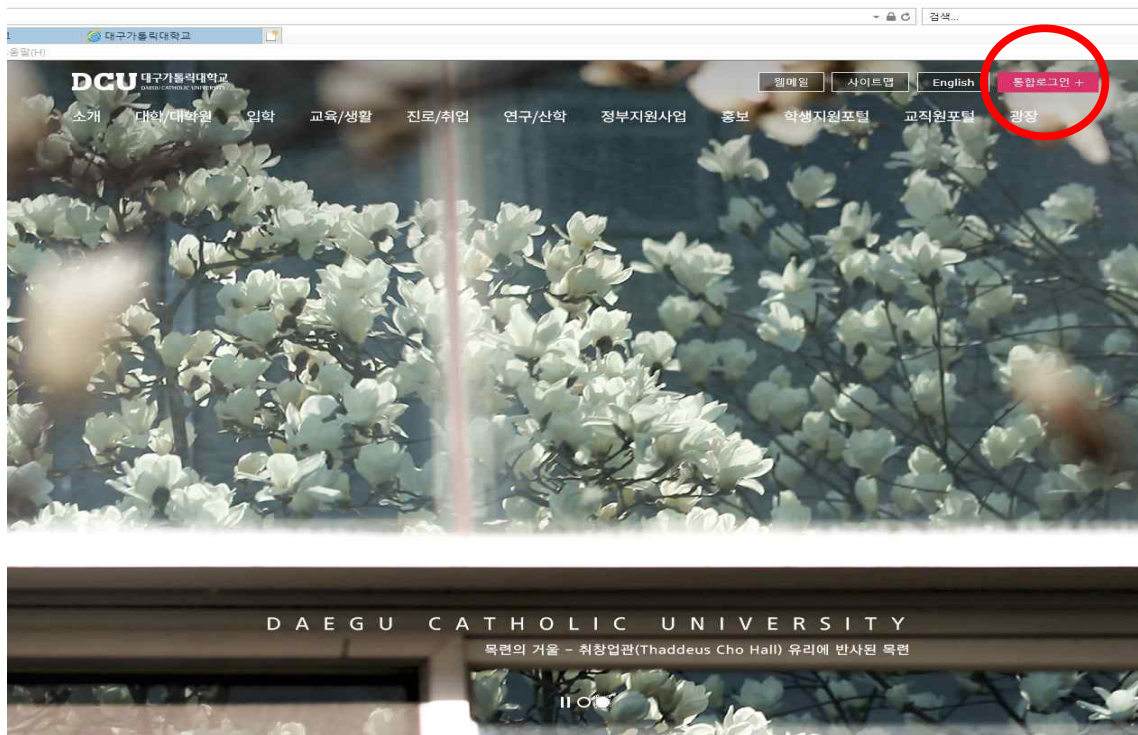 검색...
대구가톨릭대학교
움말(H)
DCU 대구가톨릭대학교
DAEGU CATHOLIC UNIVERSITY
웹메일 사이트맵 English 통합로그인 +
소개 대학/대학원 입학 교육/생활 진로/취업 연구/산학 정부지원사업 홍보 학생지원포털 교직원포털 광장
DAEGU CATHOLIC UNIVERSITY
목련의 거울 – 취창업관(Thaddeus Cho Hall) 유리에 반사된 목련